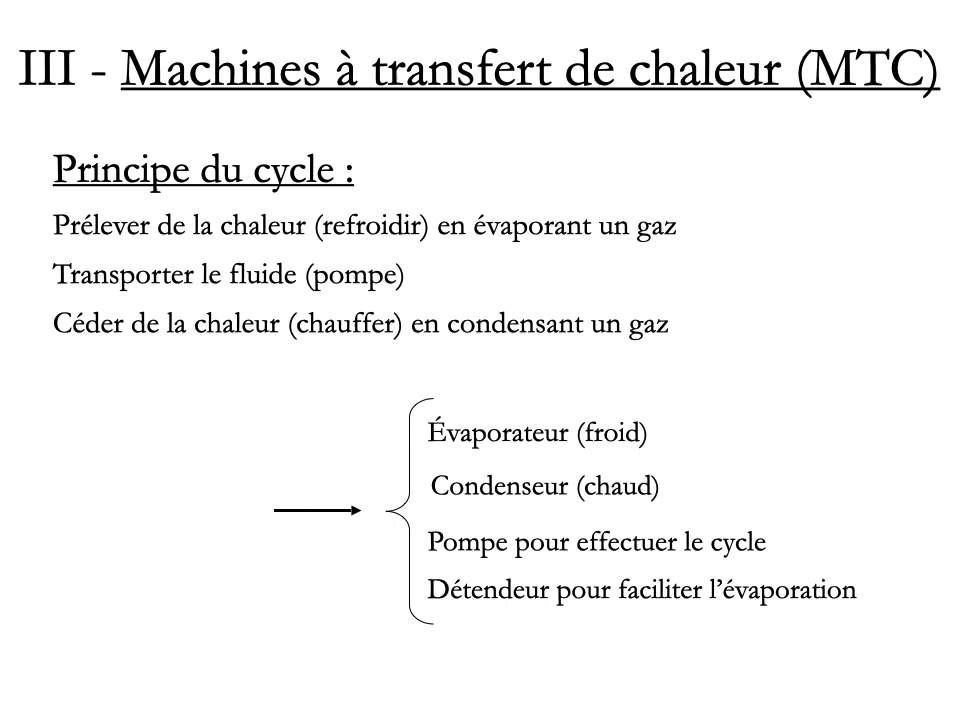 III - Machines à transfert de chaleur (MTC)
Principe du cycle :
Prélever de la chaleur (refroidir) en évaporant un gaz
Transporter le fluide (pompe)
Céder de la chaleur (chauffer) en condensant un gaz
Évaporateur (froid)
Condenseur (chaud)
Pompe pour effectuer le cycle
Détendeur pour faciliter l’évaporation